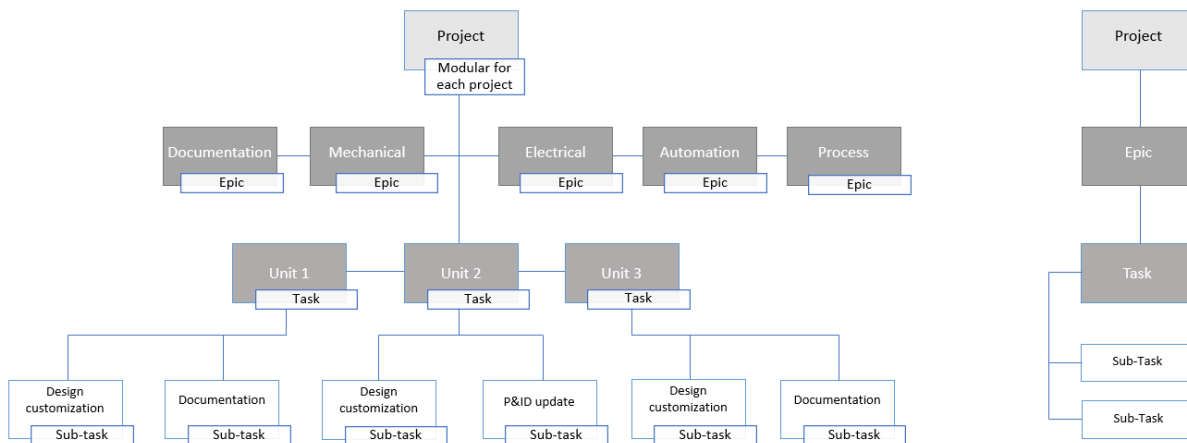 Project
Modular for
each project
Project
Documentation
Epic
Mechanical
Epic
Electrical
Epic
Automation
Epic
Process
Epic
Epic
Unit 1
Task
Unit 2
Task
Unit 3
Task
Task
Design
customization
Sub-task
Documentation
Sub-task
Design
customization
Sub-task
P&ID update
Sub-task
Design
customization
Sub-task
Documentation
Sub-task
Sub-Task
Sub-Task